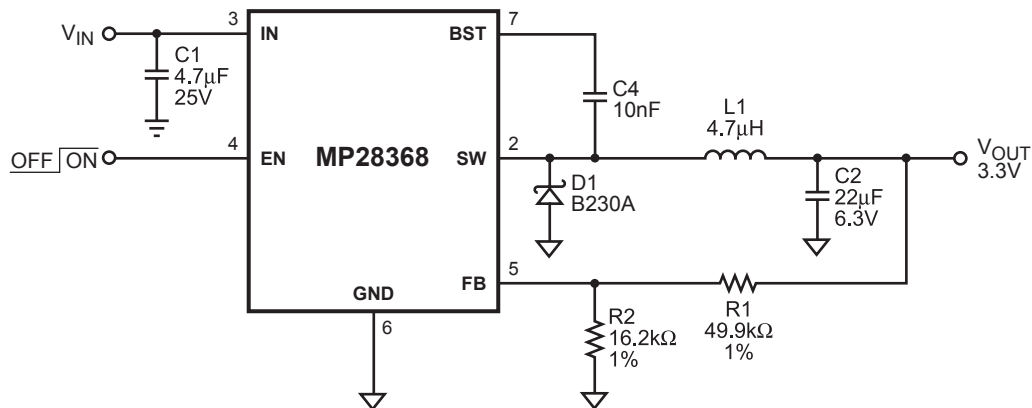 3
7
V_IN
IN
BST
C1
4.7µF
25V
C4
10nF
L1
4.7µH
4
2
OFF ON
EN
MP28368
SW
V_OUT
3.3V
D1
B230A
C2
22µF
6.3V
5
FB
GND
6
R2
16.2kΩ
1%
R1
49.9kΩ
1%